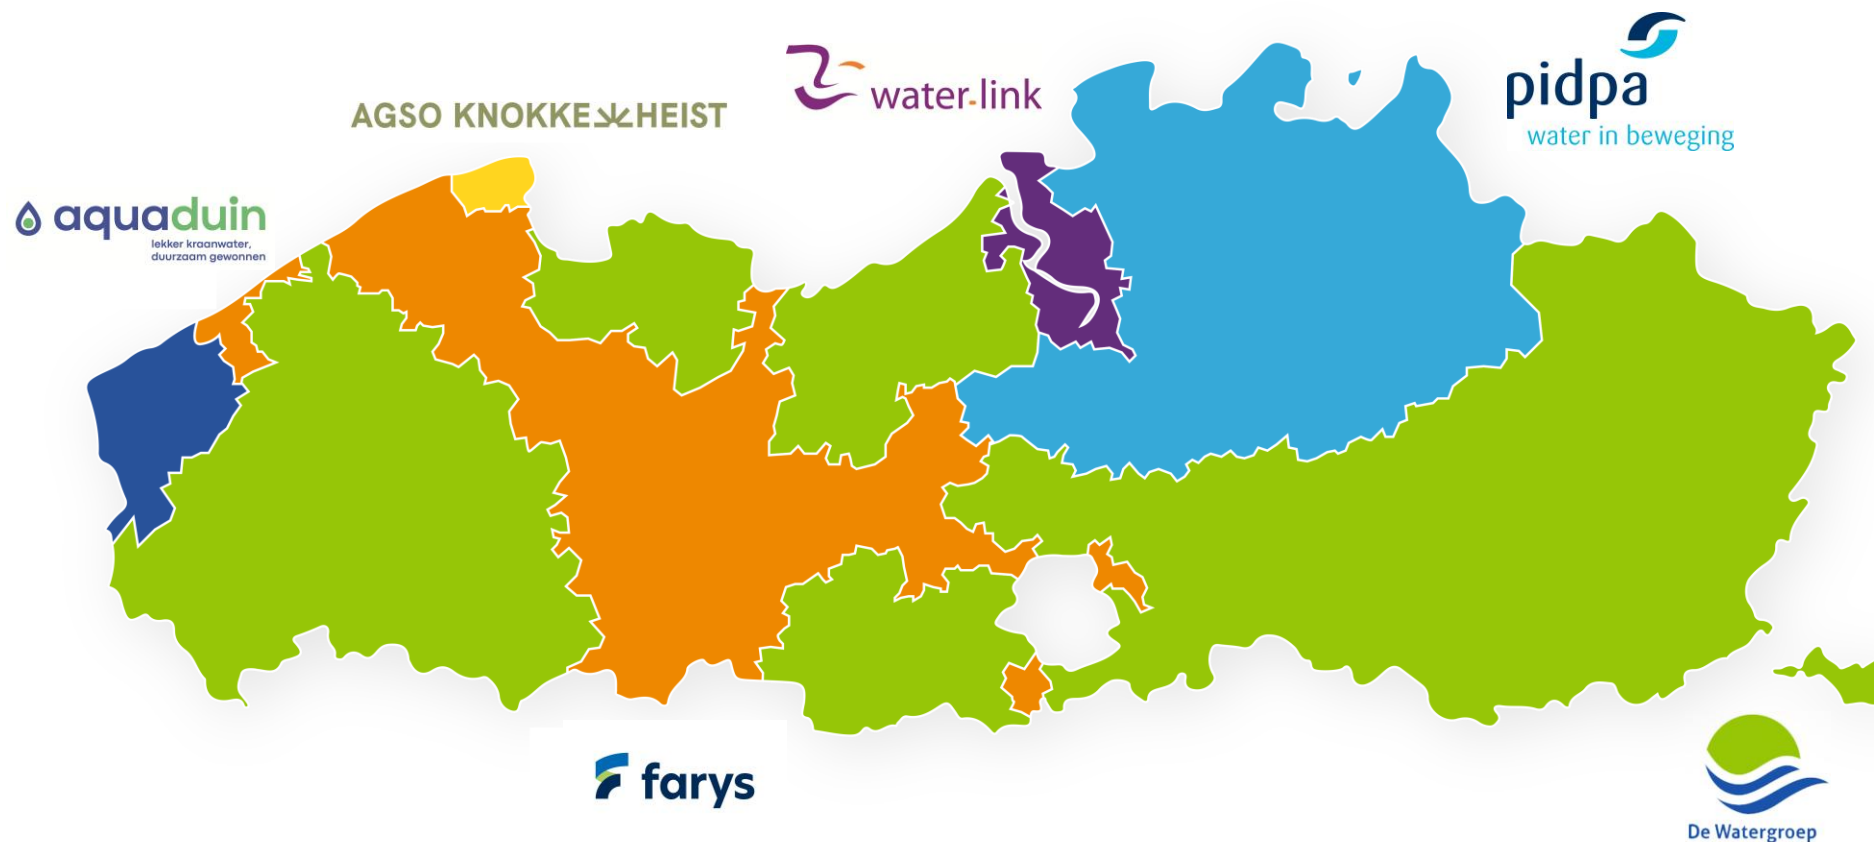 pidpa
water in beweging
water-link
AGSO KNOKKE HEIST
aquaduin
lekker kraanwater,
duurzaam gewonnen
farys
De Watergroep